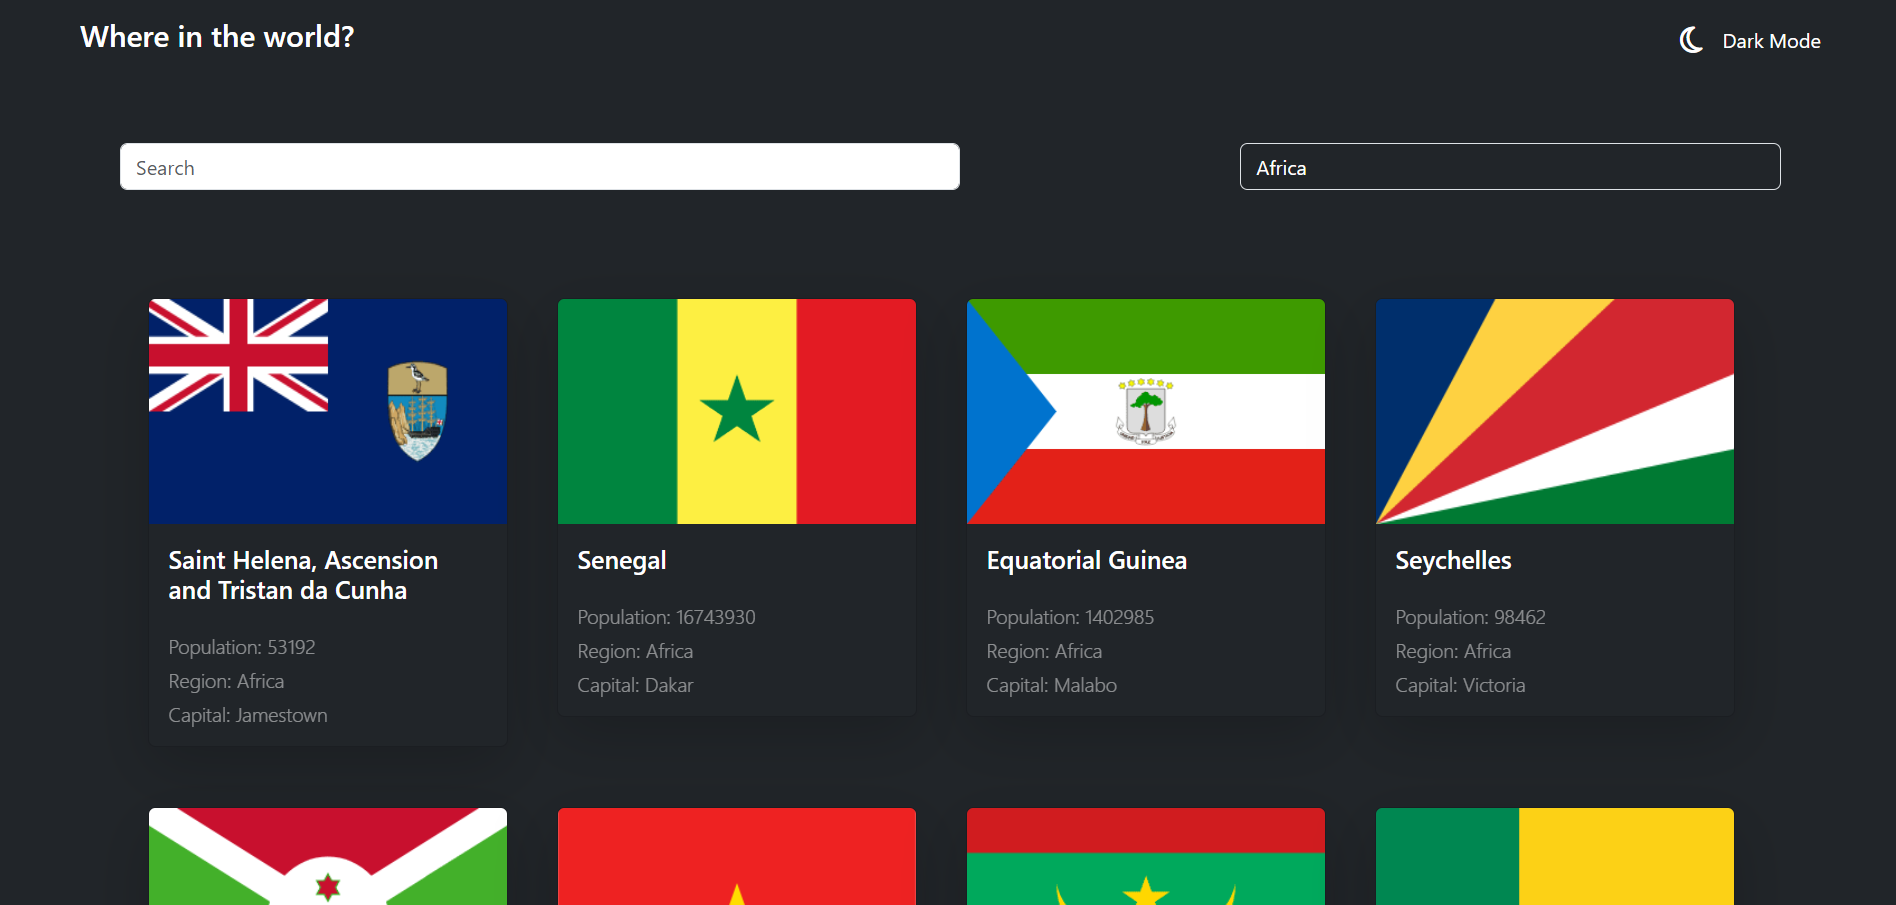 Where in the world?
Dark Mode
Search
Africa
Saint Helena, Ascension
and Tristan da Cunha
Population: 53192
Region: Africa
Capital: Jamestown
Senegal
Population: 16743930
Region: Africa
Capital: Dakar
Equatorial Guinea
Population: 1402985
Region: Africa
Capital: Malabo
Seychelles
Population: 98462
Region: Africa
Capital: Victoria